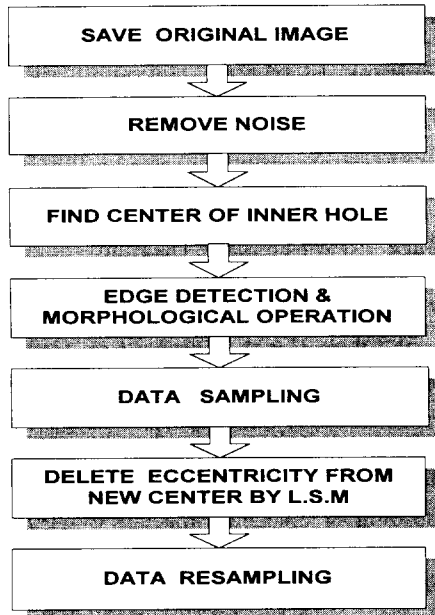 SAVE ORIGINAL IMAGE
REMOVE NOISE
FIND CENTER OF INNER HOLE
EDGE DETECTION &
MORPHOLOGICAL OPERATION
DATA SAMPLING
DELETE ECCENTRICITY FROM
NEW CENTER BY L.S.M
DATA RESAMPLING